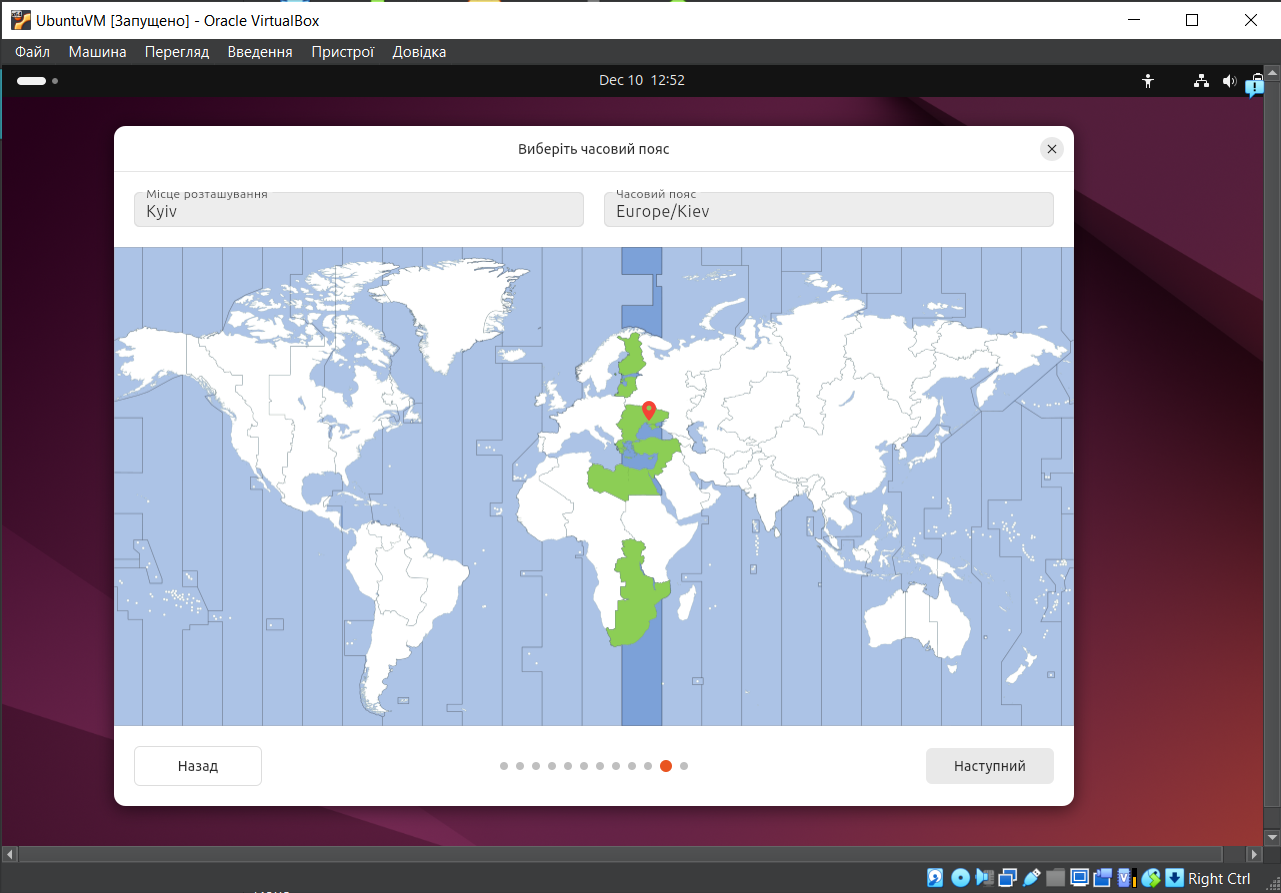 UbuntuVM [Запущено] - Oracle VirtualBox
Файл Машина Перегляд Введення Пристрої Довідка
Dec 10 12:52
Виберіть часовий пояс
Місце розташування
Kyiv
Часовий пояс
Europe/Kiev
Назад
Наступний
Right Ctrl